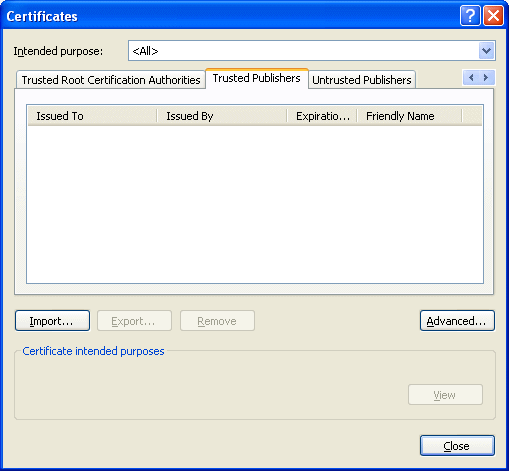 Certificates
Intended purpose: <All>
Trusted Root Certification Authorities Trusted Publishers Untrusted Publishers
Issued To Issued By Expiratio... Friendly Name
Import... Export... Remove Advanced...
Certificate intended purposes
View
Close